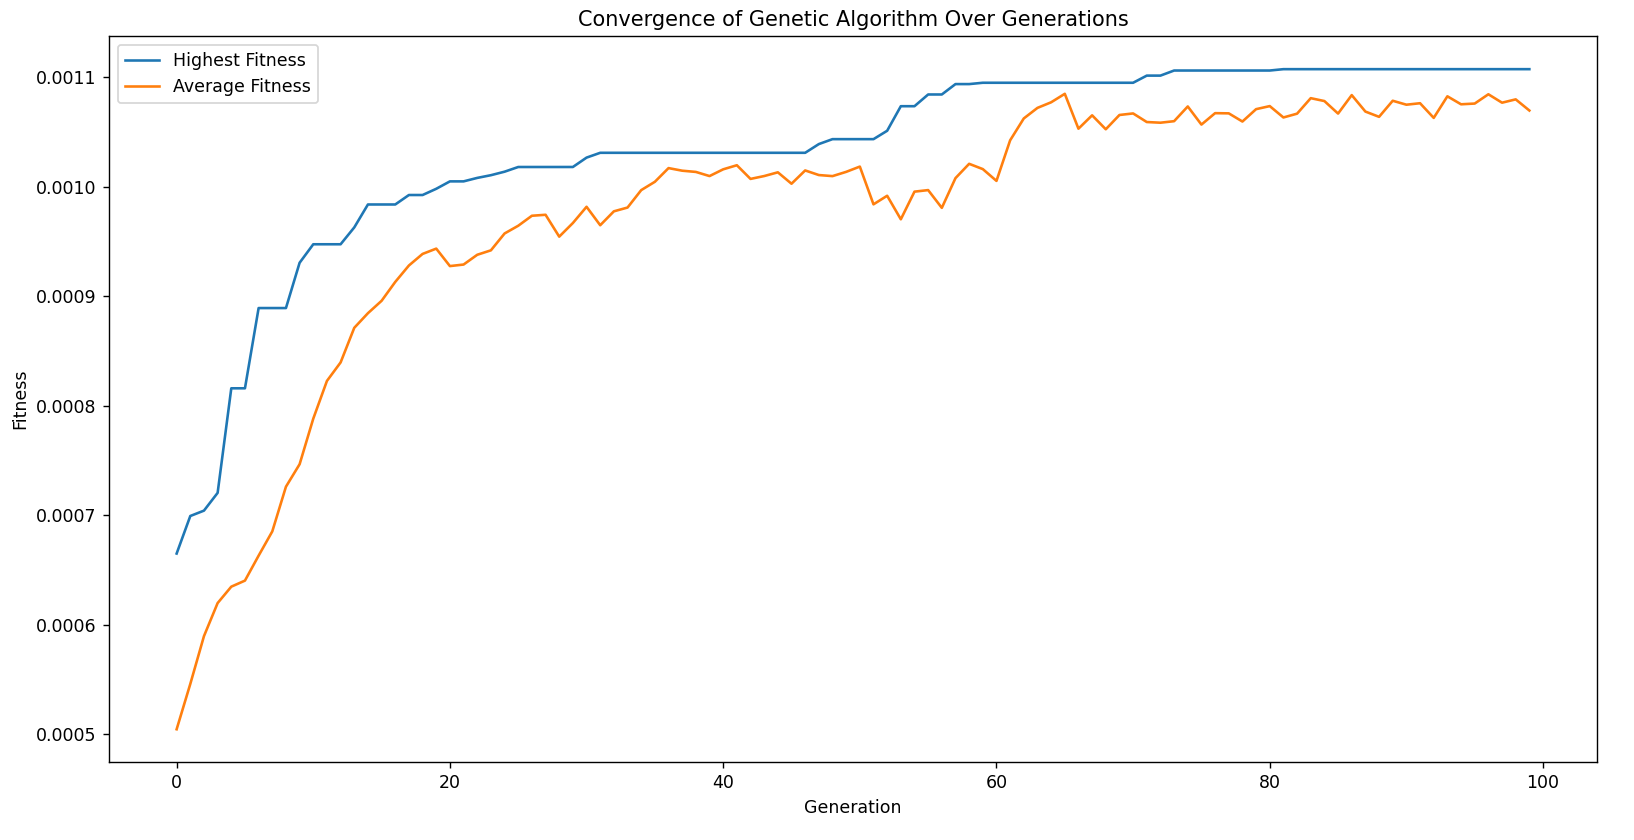 Convergence of Genetic Algorithm Over Generations
Highest Fitness
Average Fitness
0.0011
0.0010
0.0009
0.0008
0.0007
0.0006
0.0005
Fitness
0
20
40
60
80
100
Generation